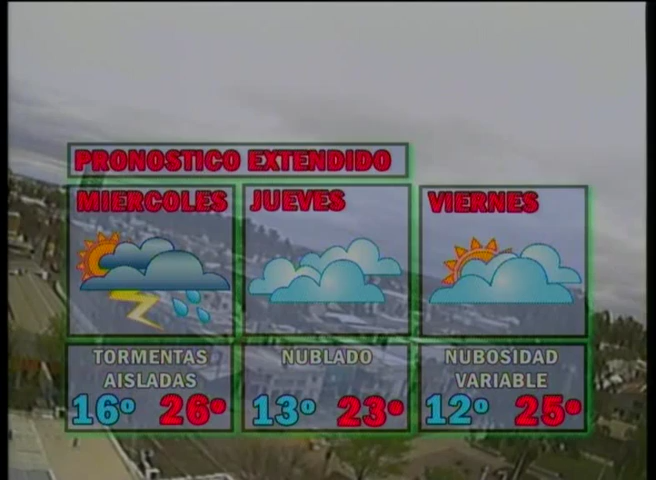 PRONOSTICO EXTENDIDO
MIERCOLES
JUEVES
VIERNES
TORMENTAS
AISLADAS
NUBLADO
NUBOSIDAD
VARIABLE
16º 26º
13º 23º
12º 25º